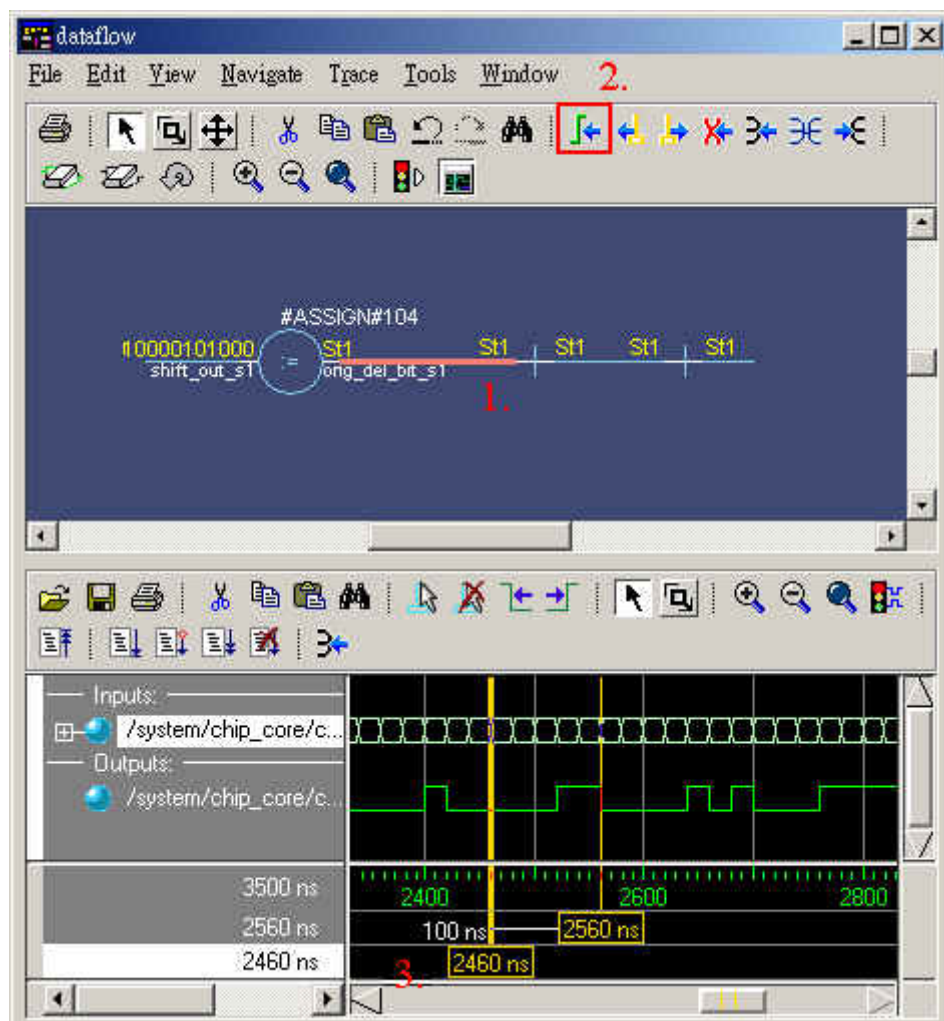 dataflow
File Edit View Navigate Trace Tools Window
2.
#ASSIGN#104
10000101000 St1 St1 St1 St1 St1
shift_out_s1 := ong_del_bit_s1
1.
Inputs:
/system/chip_core/c...
Outputs:
/system/chip_core/c...
3500 ns 2400 2600 2800
2560 ns 100 ns 2560 ns
2460 ns 3. 2460 ns